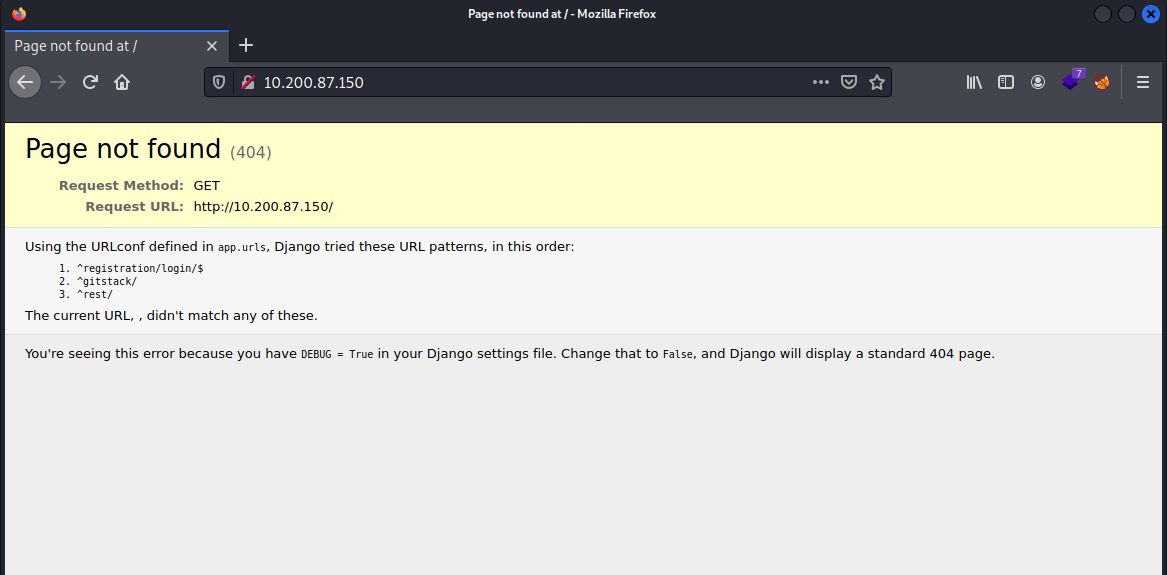 Page not found at / - Mozilla Firefox
Page not found at /
10.200.87.150
7
Page not found (404)
Request Method: GET
Request URL: http://10.200.87.150/
Using the URLconf defined in app.urls, Django tried these URL patterns, in this order:
1. ^registration/login/$
2. ^gitstack/
3. ^rest/
The current URL, , didn't match any of these.
You're seeing this error because you have DEBUG = True in your Django settings file. Change that to False, and Django will display a standard 404 page.